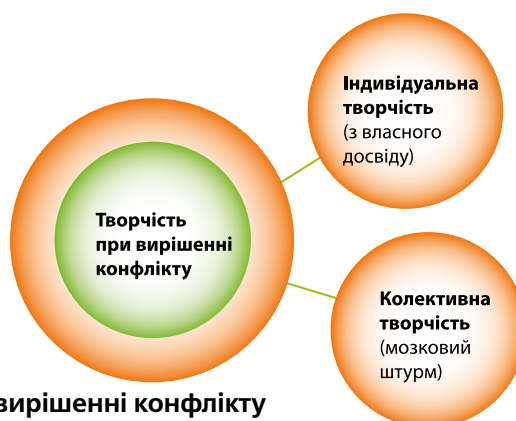 Індивідуальна
творчість
(з власного
досвіду)
Творчість
при вирішенні
конфлікту
Колективна
творчість
(мозковий
штурм)
вирішенні конфлікту